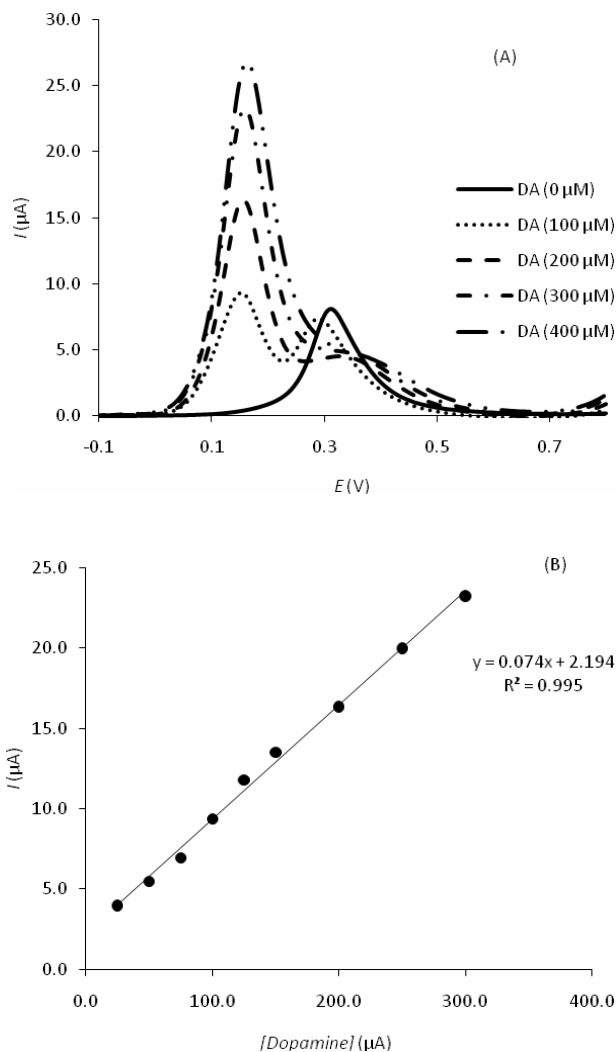 30.0
(A)
25.0
20.0
I (µA)
15.0
10.0
5.0
0.0
DA (0 µM)
DA (100 µM)
DA (200 µM)
DA (300 µM)
DA (400 µM)
-0.1 0.1 0.3 0.5 0.7
E (V)
25.0
(B)
20.0
y = 0.074x + 2.194
R² = 0.995
15.0
I (µA)
10.0
5.0
0.0
0.0 100.0 200.0 300.0 400.0
[Dopamine] (µA)